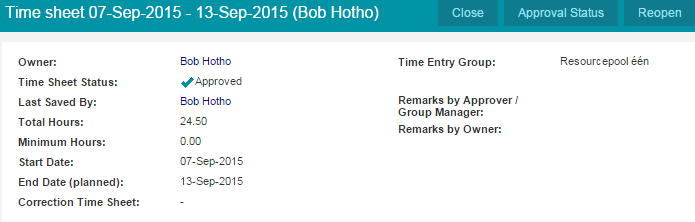 Time sheet 07-Sep-2015 - 13-Sep-2015 (Bob Hotho) Close Approval Status Reopen
Owner: Bob Hotho
Time Sheet Status: Approved
Last Saved By: Bob Hotho
Total Hours: 24.50
Minimum Hours: 0.00
Start Date: 07-Sep-2015
End Date (planned): 13-Sep-2015
Correction Time Sheet: -
Time Entry Group: Resourcepool één
Remarks by Approver /
Group Manager:
Remarks by Owner: